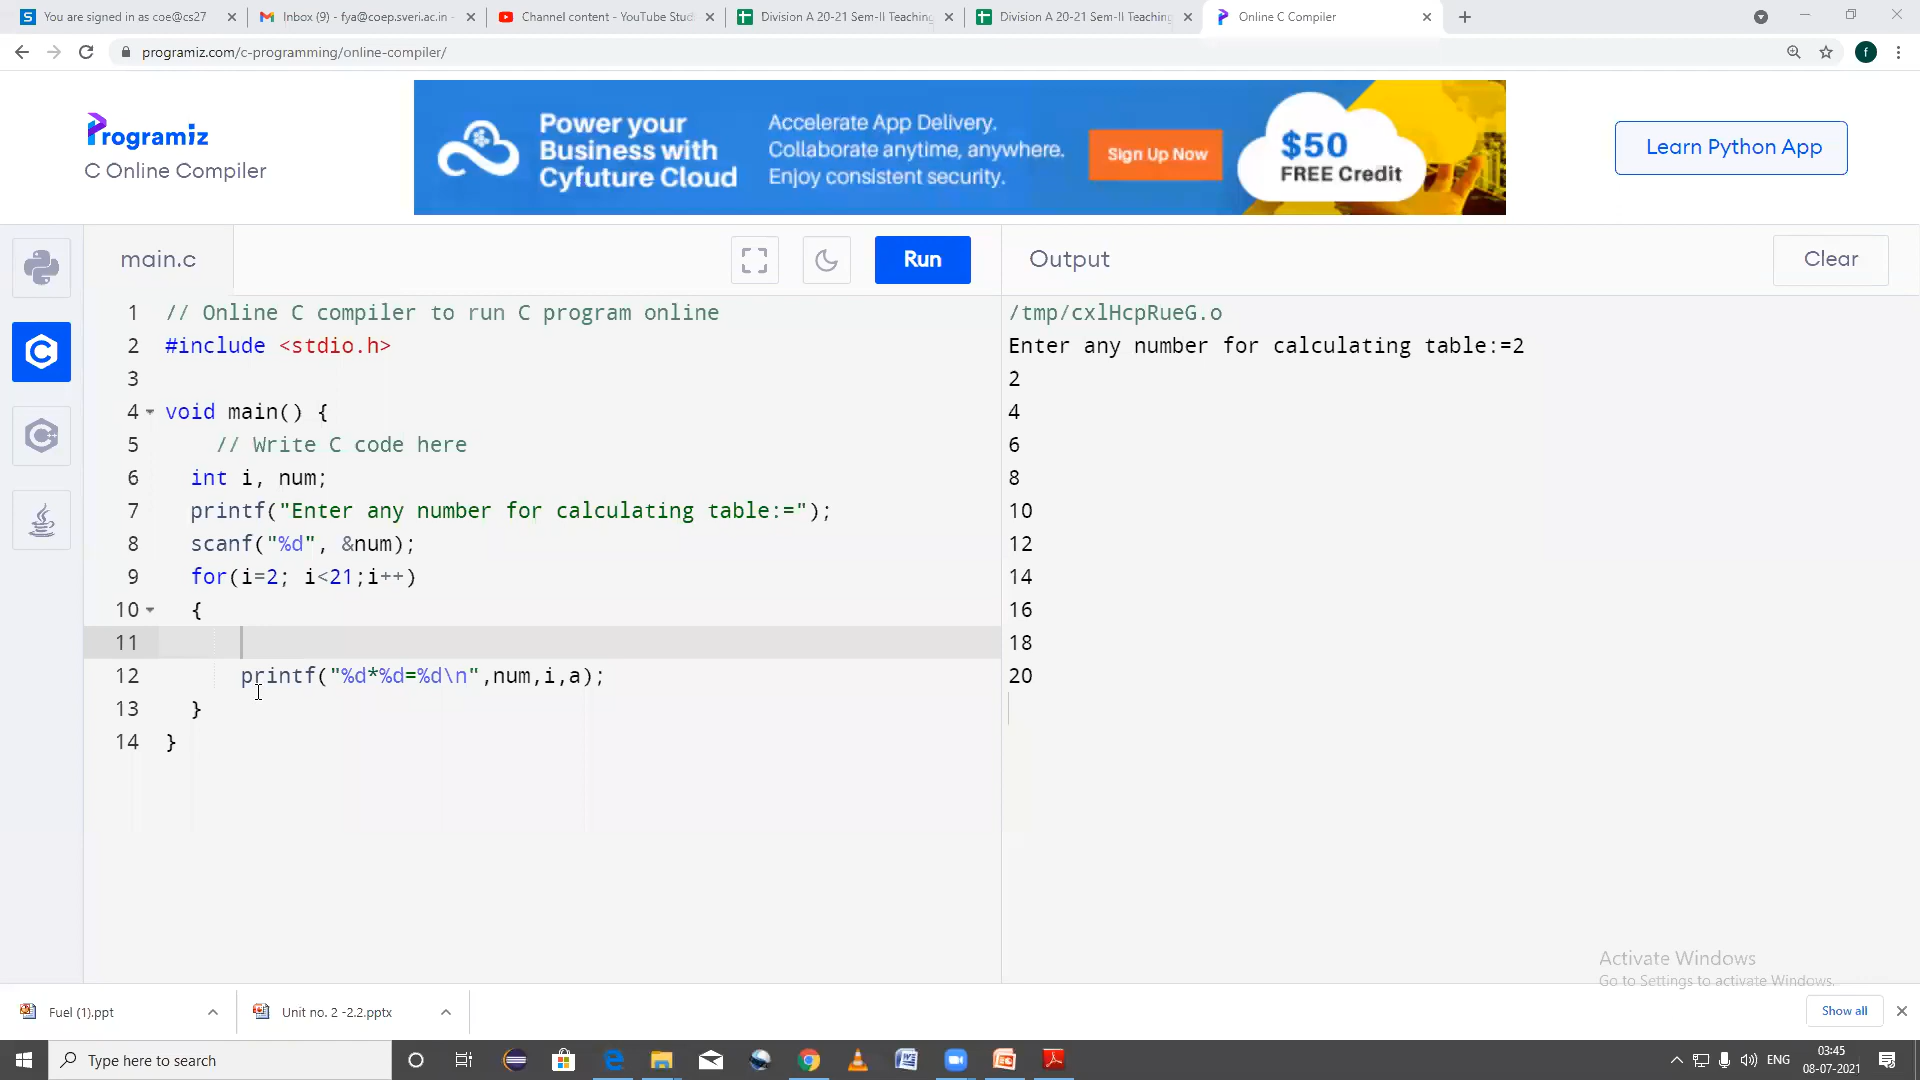 You are signed in as coe@cs27
Inbox (9) - fya@coep.sveri.ac.in -
Channel content - YouTube Stud
Division A 20-21 Sem-II Teaching
Division A 20-21 Sem-II Teaching
Online C Compiler
programiz.com/c-programming/online-compiler/
f
Programiz
C Online Compiler
Power your
Business with
Cyfuture Cloud
Accelerate App Delivery.
Collaborate anytime, anywhere.
Enjoy consistent security.
Sign Up Now
$50
FREE Credit
Learn Python App
main.c
Run
Output
Clear
1 // Online C compiler to run C program online
2 #include <stdio.h>
3
4 void main() {
5 // Write C code here
6 int i, num;
7 printf("Enter any number for calculating table:=");
8 scanf("%d", &num);
9 for(i=2; i<21;i++)
10 {
11
12 printf("%d*%d=%d\n",num,i,a);
13 }
14 }
/tmp/cxlHcpRueG.o
Enter any number for calculating table:=2
2
4
6
8
10
12
14
16
18
20
Activate Windows
Go to Settings to activate Windows.
Fuel (1).ppt
Unit no. 2 -2.2.pptx
Show all
Type here to search
ENG
03:45
08-07-2021